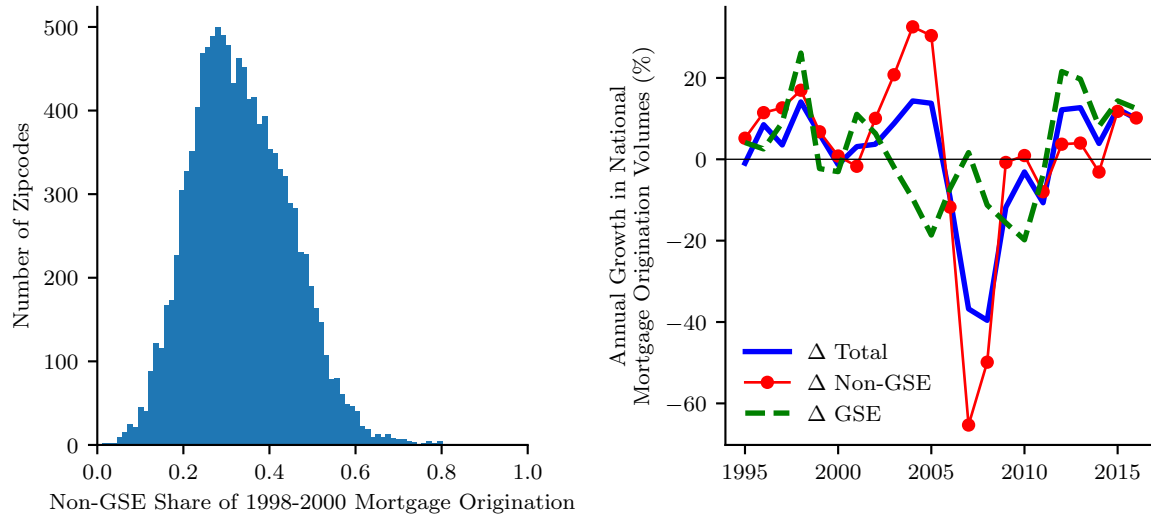 500
400
300
200
100
0
Number of Zipcodes
0.0 0.2 0.4 0.6 0.8 1.0
Non-GSE Share of 1998-2000 Mortgage Origination
Annual Growth in National
Mortgage Origination Volumes (%)
20
0
−20
−40
−60
Δ Total
Δ Non-GSE
Δ GSE
1995 2000 2005 2010 2015